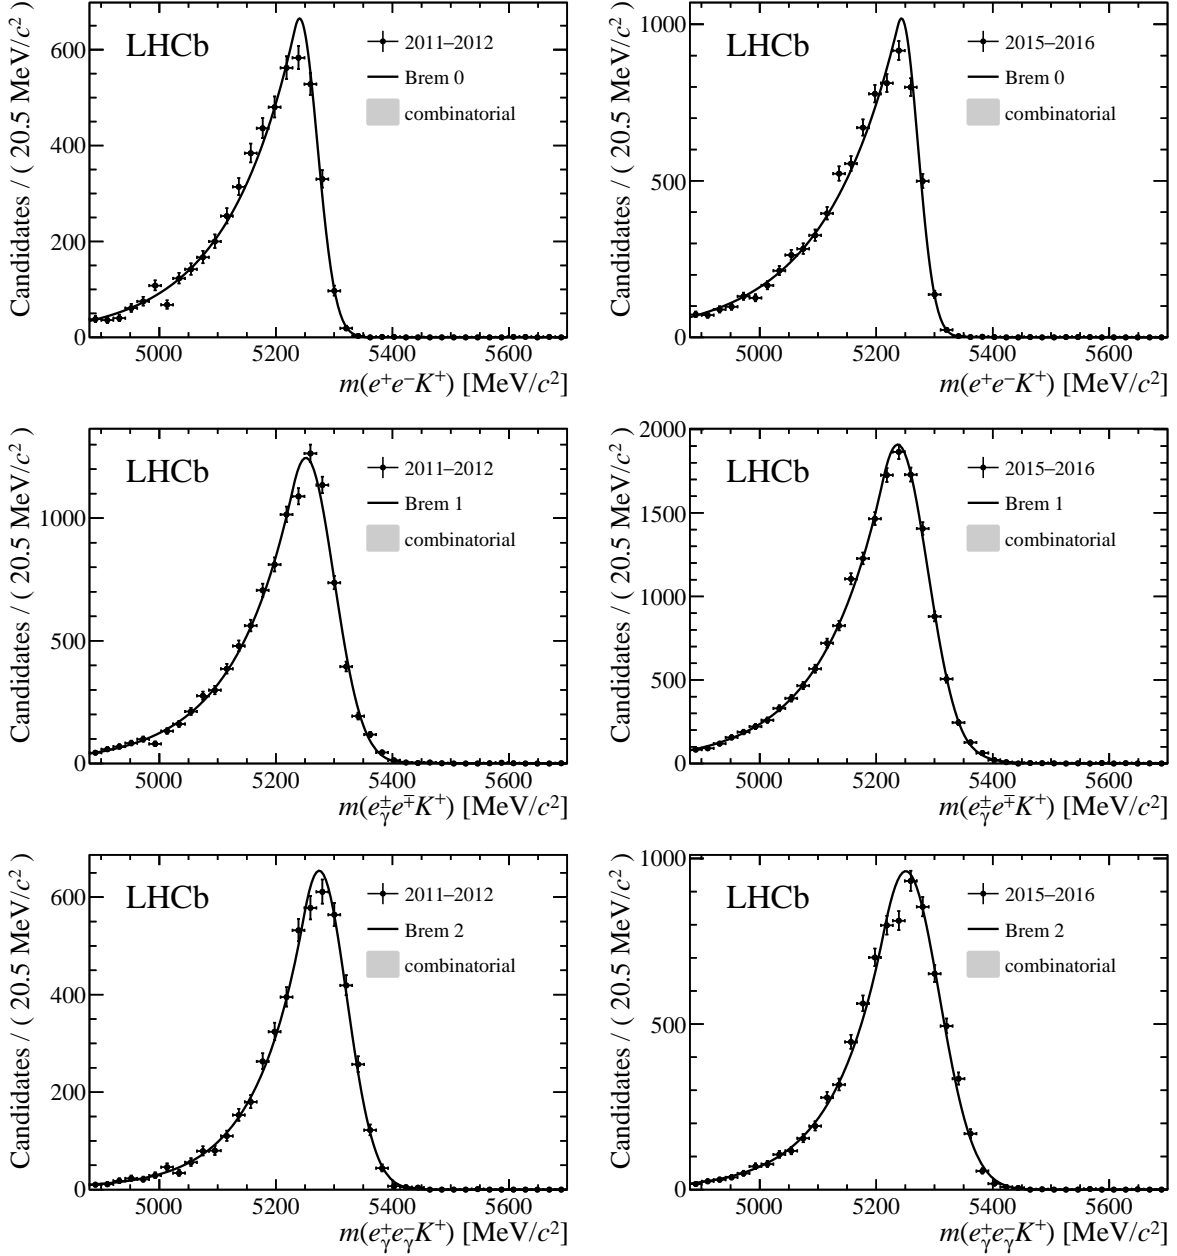 LHCb
2011–2012
Brem 0
combinatorial
Candidates / ( 20.5 MeV/c² )
0
200
400
600
5000
5200
5400
5600
m(e⁺e⁻K⁺) [MeV/c²]
LHCb
2015–2016
Brem 0
combinatorial
Candidates / ( 20.5 MeV/c² )
0
500
1000
5000
5200
5400
5600
m(e⁺e⁻K⁺) [MeV/c²]
LHCb
2011–2012
Brem 1
combinatorial
Candidates / ( 20.5 MeV/c² )
0
500
1000
5000
5200
5400
5600
m(e±γ e∓K⁺) [MeV/c²]
LHCb
2015–2016
Brem 1
combinatorial
Candidates / ( 20.5 MeV/c² )
0
500
1000
1500
2000
5000
5200
5400
5600
m(e±γ e∓K⁺) [MeV/c²]
LHCb
2011–2012
Brem 2
combinatorial
Candidates / ( 20.5 MeV/c² )
0
200
400
600
5000
5200
5400
5600
m(e⁺γ e⁻γ K⁺) [MeV/c²]
LHCb
2015–2016
Brem 2
combinatorial
Candidates / ( 20.5 MeV/c² )
0
500
1000
5000
5200
5400
5600
m(e⁺γ e⁻γ K⁺) [MeV/c²]